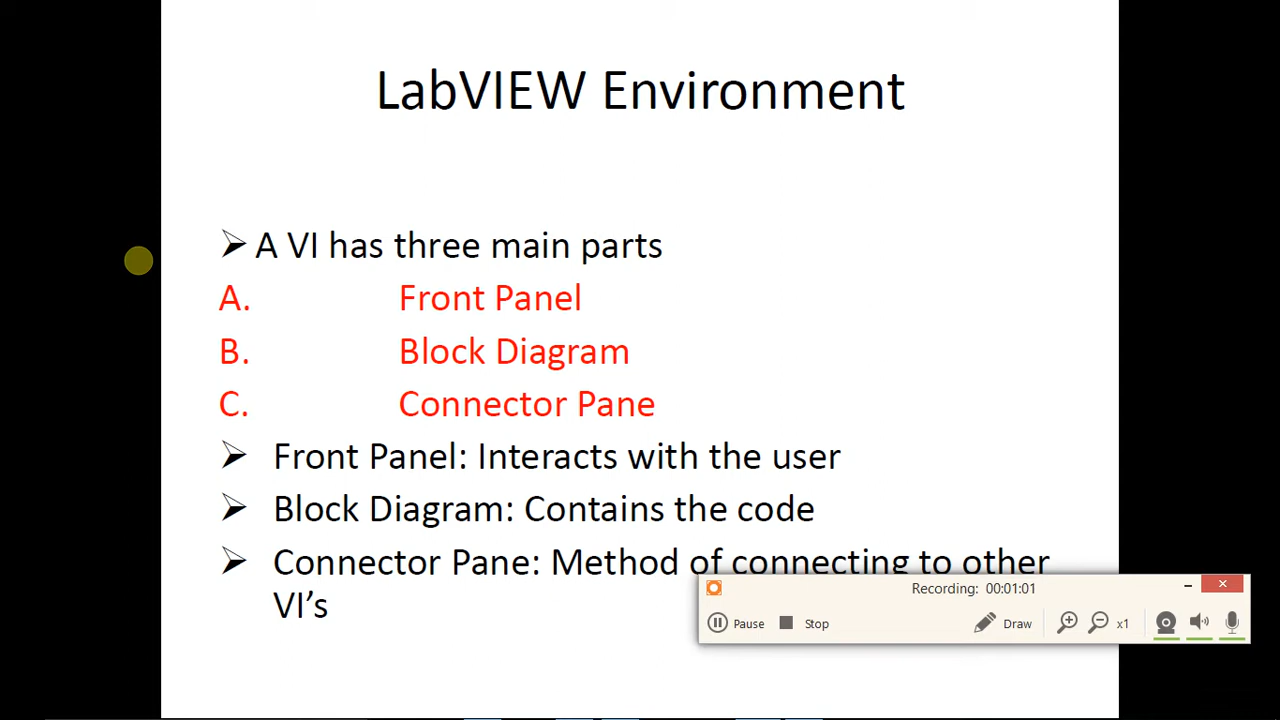 LabVIEW Environment
➢ A VI has three main parts
A. Front Panel
B. Block Diagram
C. Connector Pane
➢ Front Panel: Interacts with the user
➢ Block Diagram: Contains the code
➢ Connector Pane: Method of connecting to other
VI’s
Recording: 00:01:01
Pause Stop Draw x1